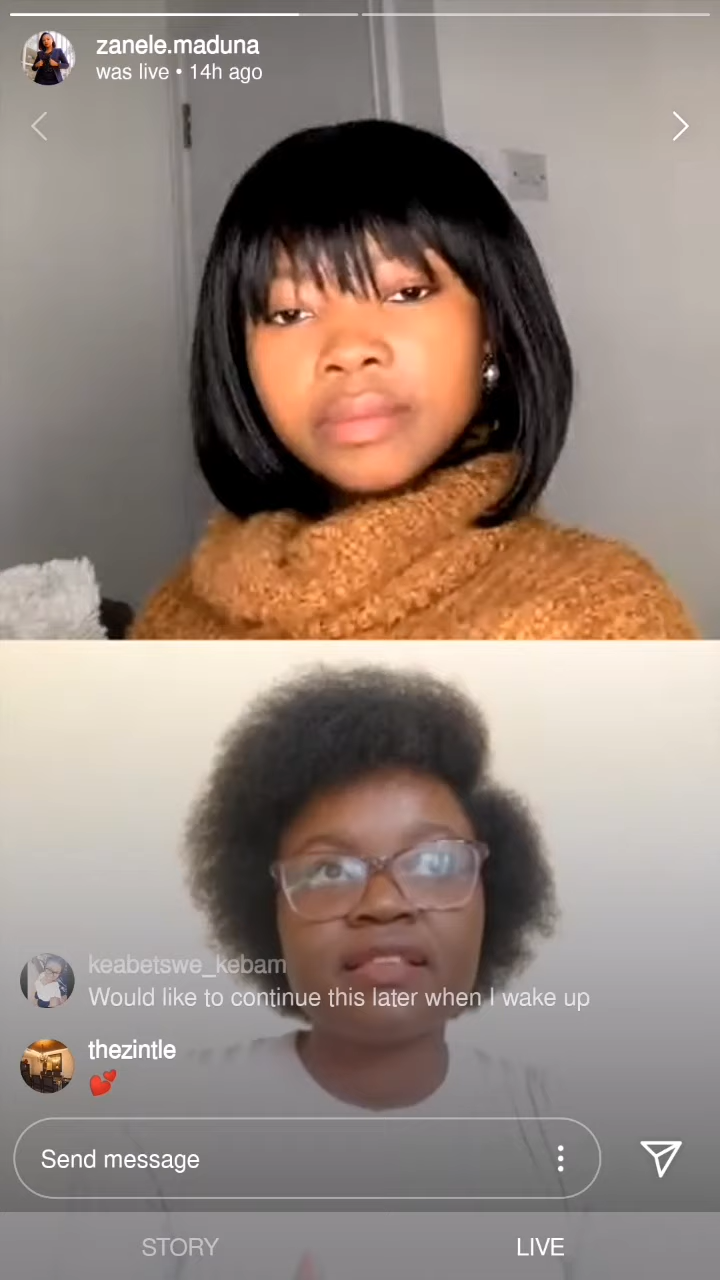 zanele.maduna
was live • 14h ago
keabetswe_kebam
Would like to continue this later when I wake up
thezintle
💕
Send message
STORY
LIVE